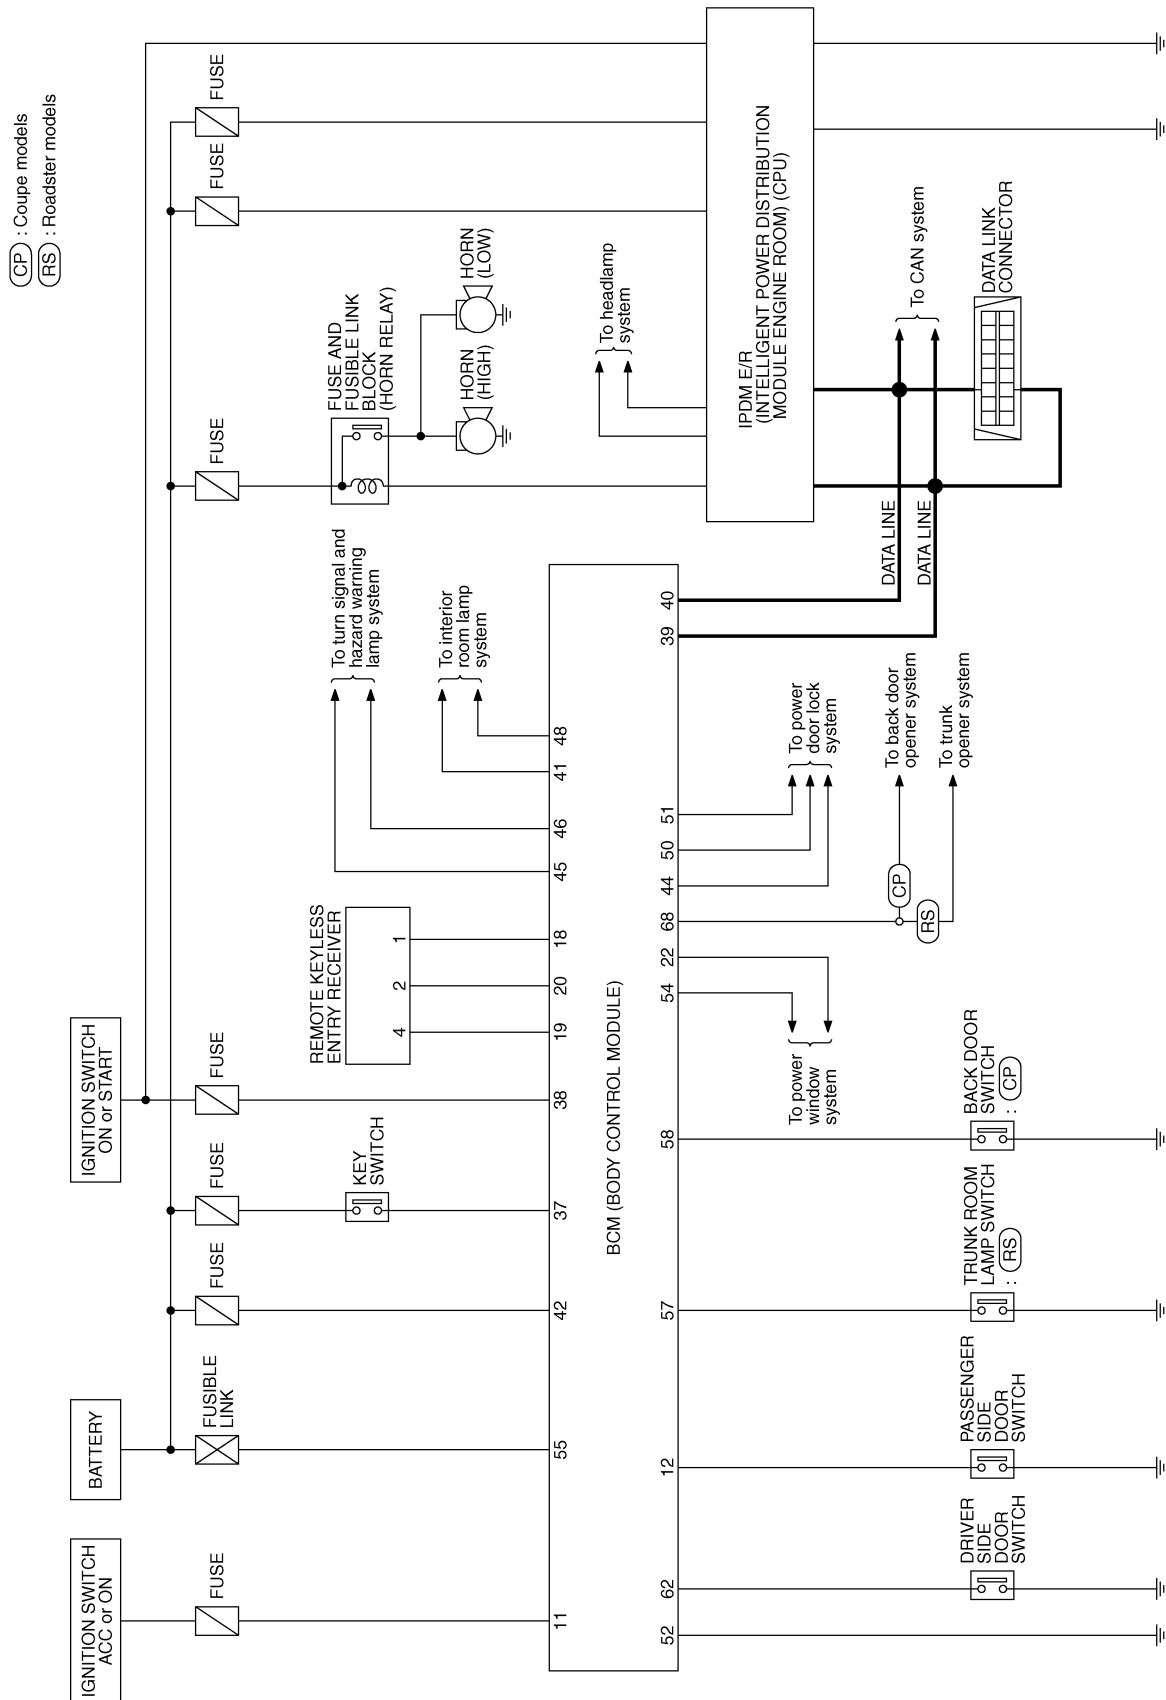 IGNITION SWITCH
ACC or ON
BATTERY
IGNITION SWITCH
ON or START
CP : Coupe models
RS : Roadster models
FUSE
FUSIBLE
LINK
FUSE
FUSE
FUSE
FUSE
FUSE
FUSE
KEY
SWITCH
REMOTE KEYLESS
ENTRY RECEIVER
4
2
1
To turn signal and
hazard warning
lamp system
To interior
room lamp
system
FUSE AND
FUSIBLE LINK
BLOCK
(HORN RELAY)
HORN
(HIGH)
HORN
(LOW)
To headlamp
system
11
55
42
37
38
19
20
18
45
46
41
48
BCM (BODY CONTROL MODULE)
IPDM E/R
(INTELLIGENT POWER DISTRIBUTION
MODULE ENGINE ROOM) (CPU)
52
62
12
57
58
54
22
68
44
50
51
39
40
To power
window
system
To power
door lock
system
CP
RS
To back door
opener system
To trunk
opener system
DATA LINE
DATA LINE
To CAN system
DATA LINK
CONNECTOR
DRIVER
SIDE
DOOR
SWITCH
PASSENGER
SIDE
DOOR
SWITCH
TRUNK ROOM
LAMP SWITCH
: RS
BACK DOOR
SWITCH
: CP